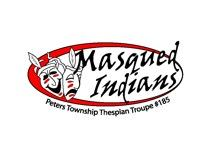 Masqued
Indians
Peters Township Thespian Troupe #185